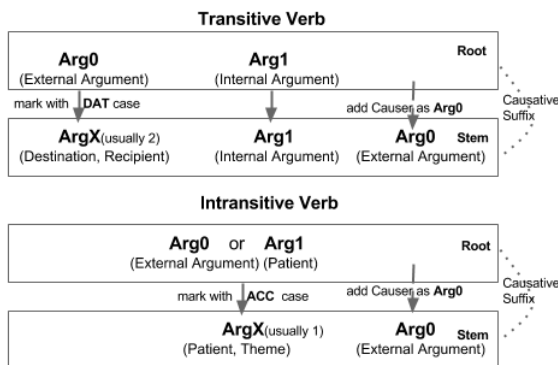 Transitive Verb
Arg0 Arg1 Root
(External Argument) (Internal Argument)
mark with DAT case add Causer as Arg0 Causative
Suffix
ArgX(usually 2) Arg1 Arg0 Stem
(Destination, Recipient) (Internal Argument) (External Argument)
Intransitive Verb
Arg0 or Arg1 Root
(External Argument) (Patient)
mark with ACC case add Causer as Arg0 Causative
Suffix
ArgX(usually 1) Arg0 Stem
(Patient, Theme) (External Argument)